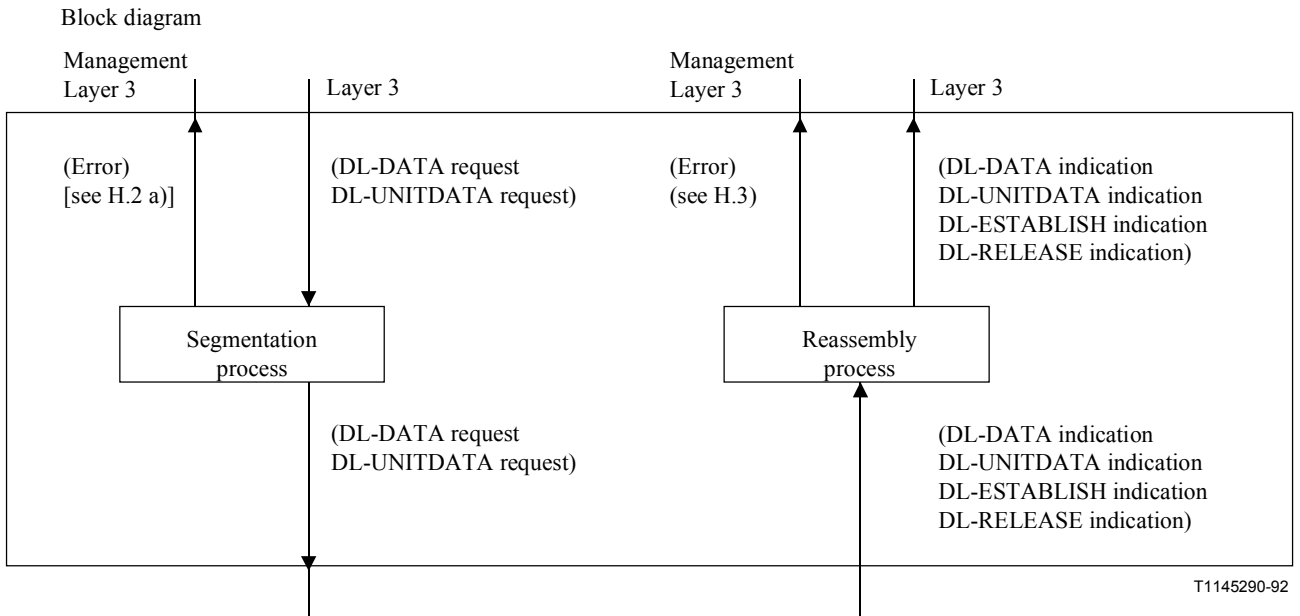 Block diagram
Management
Layer 3
Layer 3
(Error)
[see H.2 a)]
(DL-DATA request
DL-UNITDATA request)
Segmentation
process
(DL-DATA request
DL-UNITDATA request)
Management
Layer 3
Layer 3
(Error)
(see H.3)
(DL-DATA indication
DL-UNITDATA indication
DL-ESTABLISH indication
DL-RELEASE indication)
Reassembly
process
(DL-DATA indication
DL-UNITDATA indication
DL-ESTABLISH indication
DL-RELEASE indication)
T1145290-92